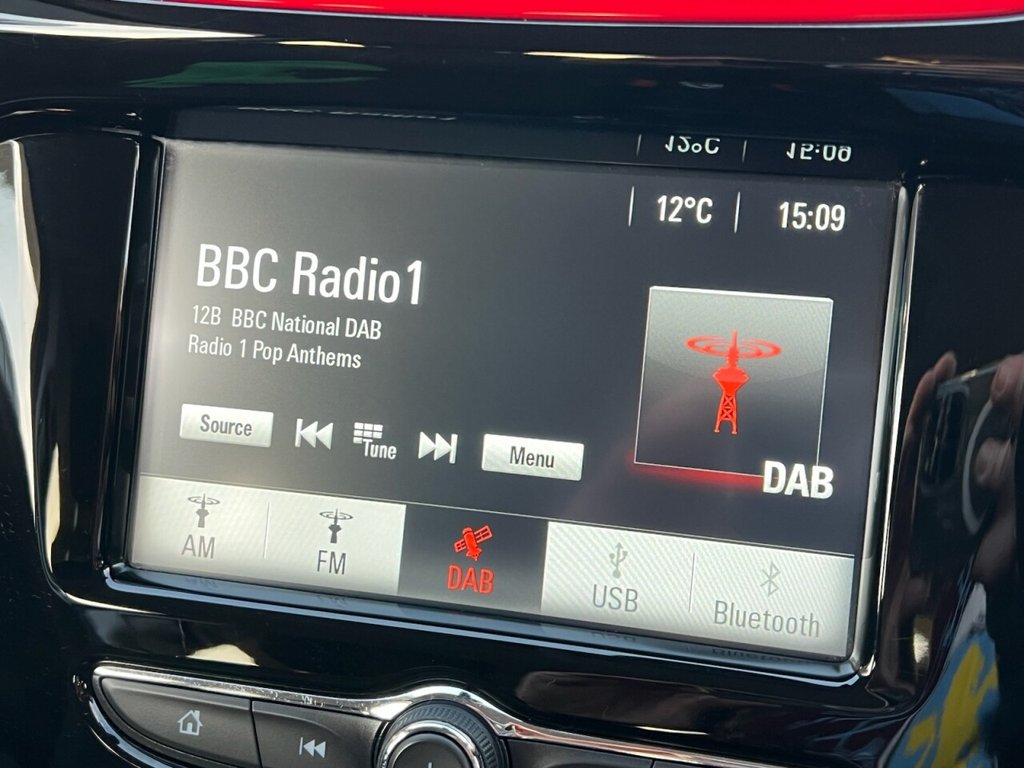 12°C 15:09
BBC Radio1
12B BBC National DAB
Radio 1 Pop Anthems
Source Tune Menu
DAB
AM FM DAB USB Bluetooth